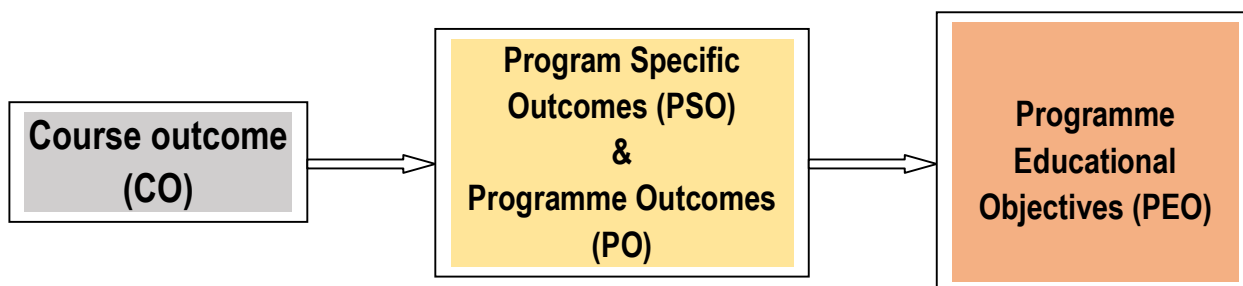 Course outcome
(CO)
Program Specific
Outcomes (PSO)
&
Programme Outcomes
(PO)
Programme
Educational
Objectives (PEO)